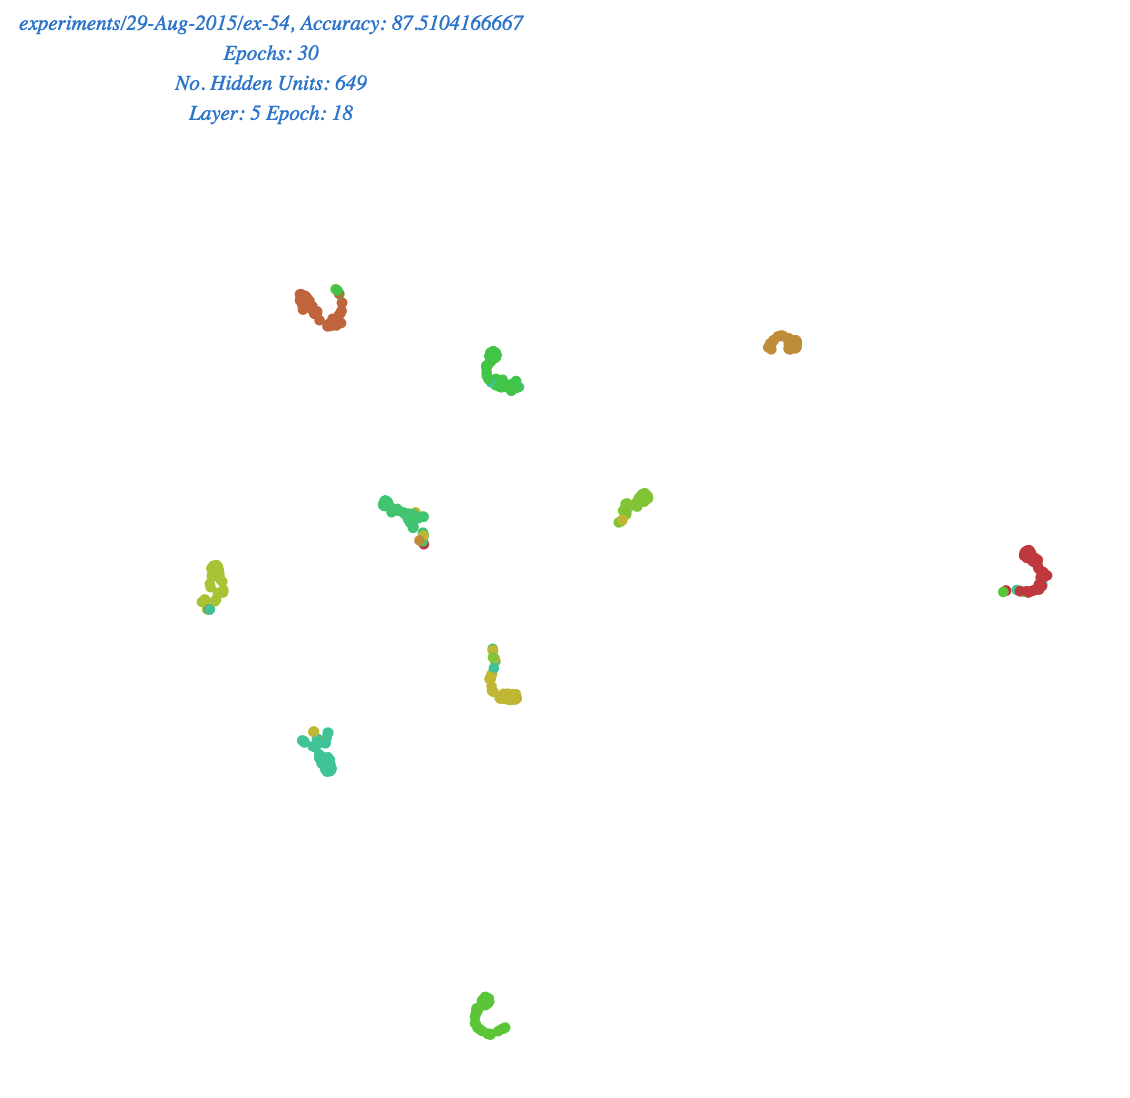 experiments/29-Aug-2015/ex-54, Accuracy: 87.5104166667
Epochs: 30
No. Hidden Units: 649
Layer: 5 Epoch: 18